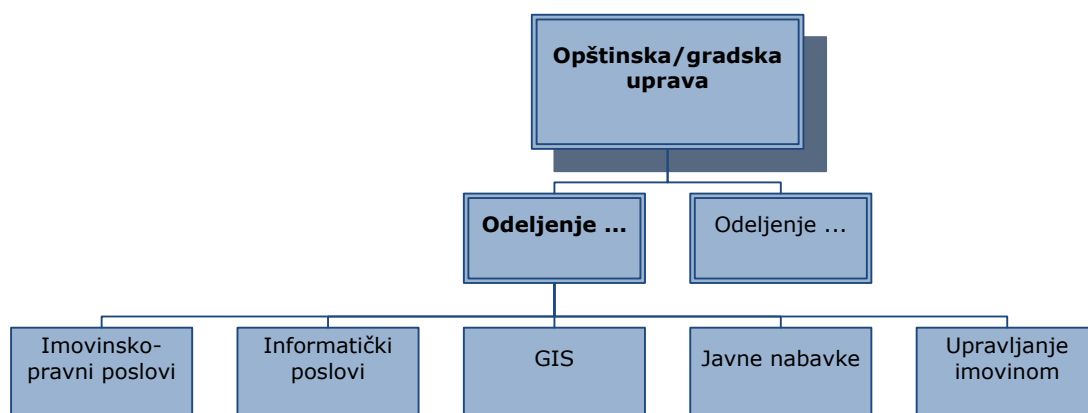 Opštinska/gradska
uprava
Odeljenje ...
Odeljenje ...
Imovinsko-
pravni poslovi
Informatički
poslovi
GIS
Javne nabavke
Upravljanje
imovinom